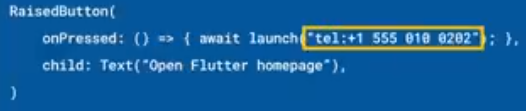 RaisedButton(
onPressed: () => { await launch("tel:+1 555 010 0202"); },
child: Text("Open Flutter homepage"),
)